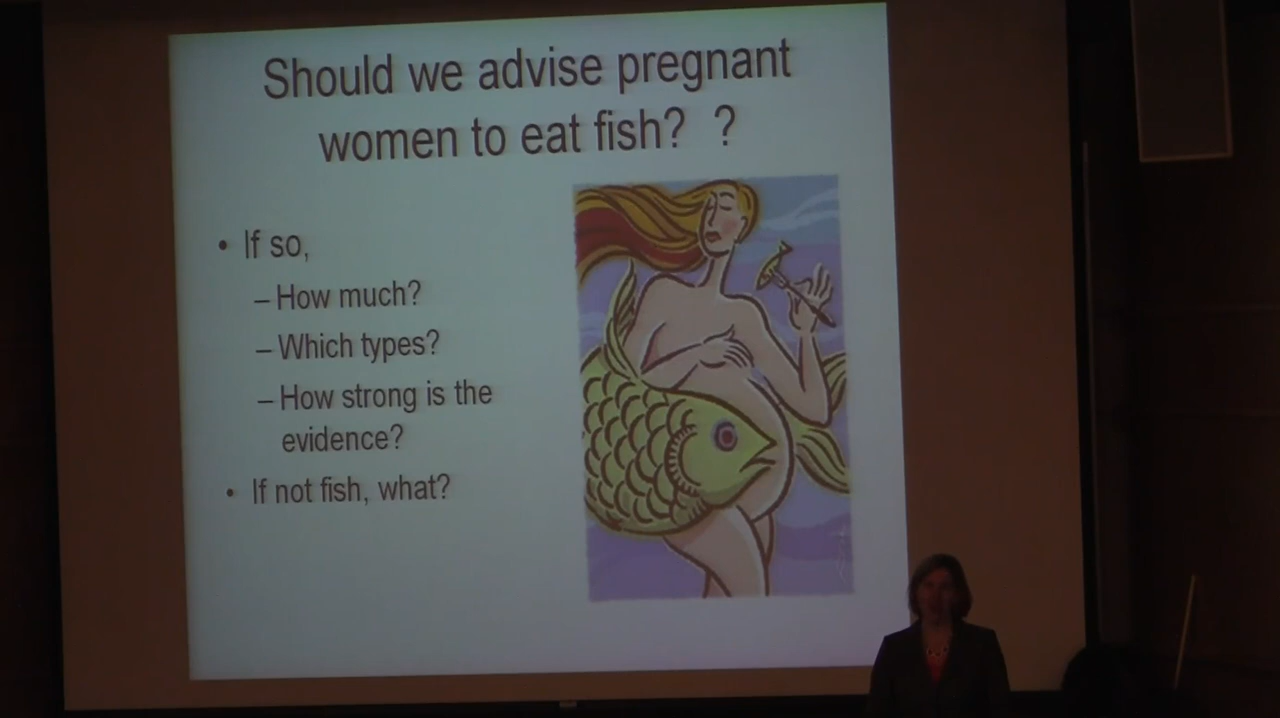 Should we advise pregnant
women to eat fish? ?
• If so,
– How much?
– Which types?
– How strong is the
evidence?
• If not fish, what?